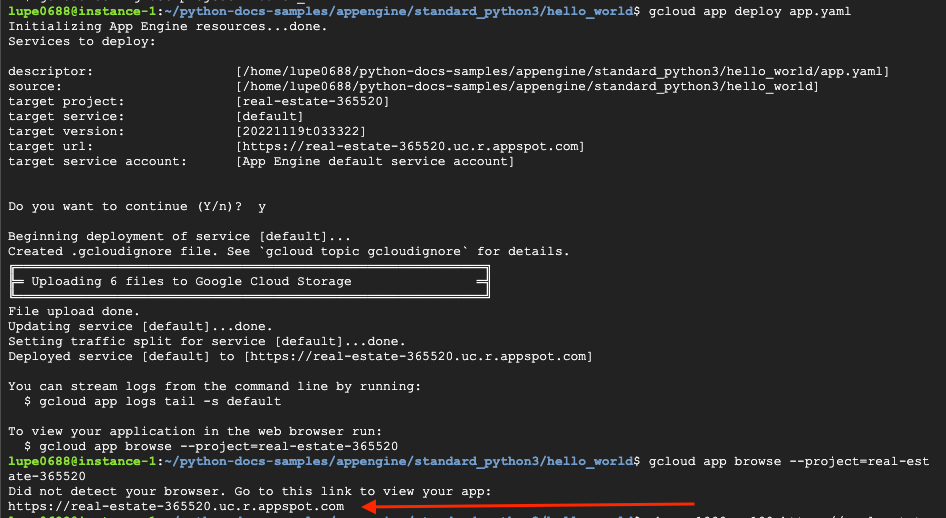 lupe0688@instance-1:~/python-docs-samples/appengine/standard_python3/hello_world$ gcloud app deploy app.yaml
Initializing App Engine resources...done.
Services to deploy:
descriptor: [/home/lupe0688/python-docs-samples/appengine/standard_python3/hello_world/app.yaml]
source: [/home/lupe0688/python-docs-samples/appengine/standard_python3/hello_world]
target project: [real-estate-365520]
target service: [default]
target version: [20221119t033322]
target url: [https://real-estate-365520.uc.r.appspot.com]
target service account: [App Engine default service account]
Do you want to continue (Y/n)? y
Beginning deployment of service [default]...
Created .gcloudignore file. See `gcloud topic gcloudignore` for details.
Uploading 6 files to Google Cloud Storage
File upload done.
Updating service [default]...done.
Setting traffic split for service [default]...done.
Deployed service [default] to [https://real-estate-365520.uc.r.appspot.com]
You can stream logs from the command line by running:
$ gcloud app logs tail -s default
To view your application in the web browser run:
$ gcloud app browse --project=real-estate-365520
lupe0688@instance-1:~/python-docs-samples/appengine/standard_python3/hello_world$ gcloud app browse --project=real-est
ate-365520
Did not detect your browser. Go to this link to view your app:
https://real-estate-365520.uc.r.appspot.com